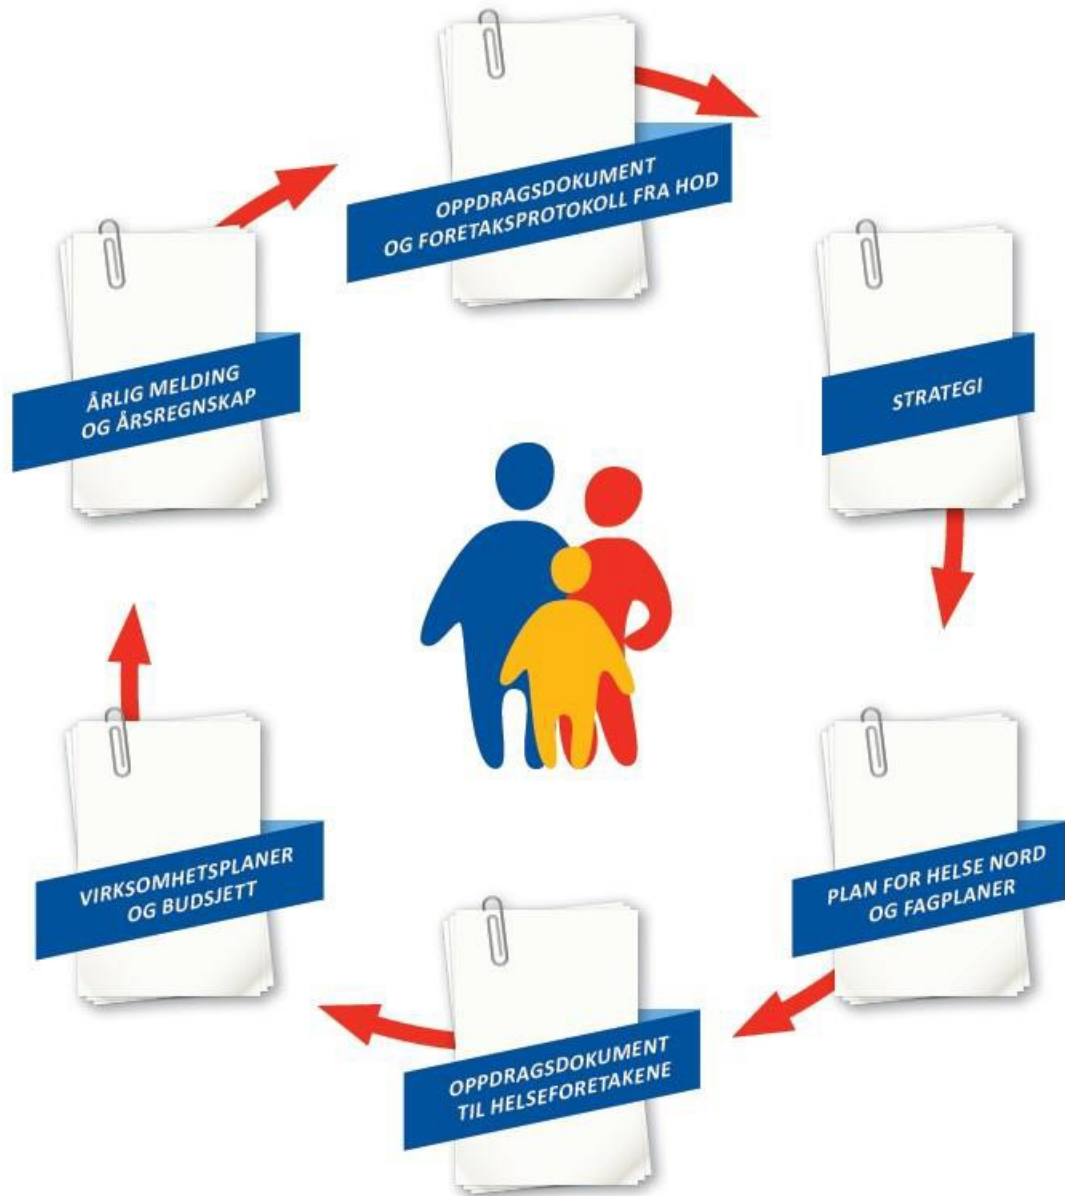 OPPDRAGSDOKUMENT
OG FORETAKSPROTOKOLL FRA HOD
STRATEGI
PLAN FOR HELSE NORD
OG FAGPLANER
OPPDRAGSDOKUMENT
TIL HELSEFORETAKENE
VIRKSOMHETSPLANER
OG BUDSJETT
ÅRLIG MELDING
OG ÅRSREGNSKAP